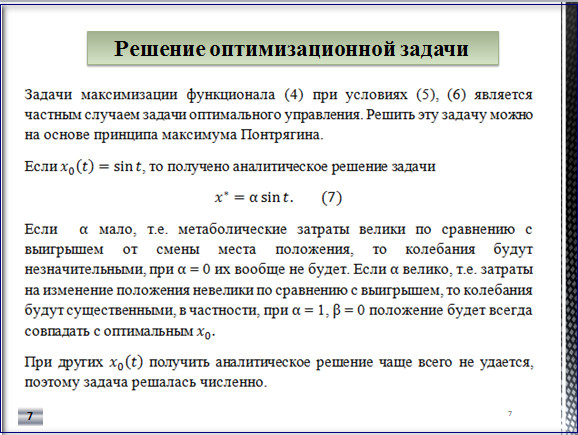 Решение оптимизационной задачи
Задачи максимизации функционала (4) при условиях (5), (6) является
частным случаем задачи оптимального управления. Решить эту задачу можно
на основе принципа максимума Понтрягина.
Если x₀(t) = sin t, то получено аналитическое решение задачи
x* = α sin t. (7)
Если α мало, т.е. метаболические затраты велики по сравнению с
выигрышем от смены места положения, то колебания будут
незначительными, при α = 0 их вообще не будет. Если α велико, т.е. затраты
на изменение положения невелики по сравнению с выигрышем, то колебания
будут существенными, в частности, при α = 1, β = 0 положение будет всегда
совпадать с оптимальным x₀.
При других x₀(t) получить аналитическое решение чаще всего не удается,
поэтому задача решалась численно.
7
7